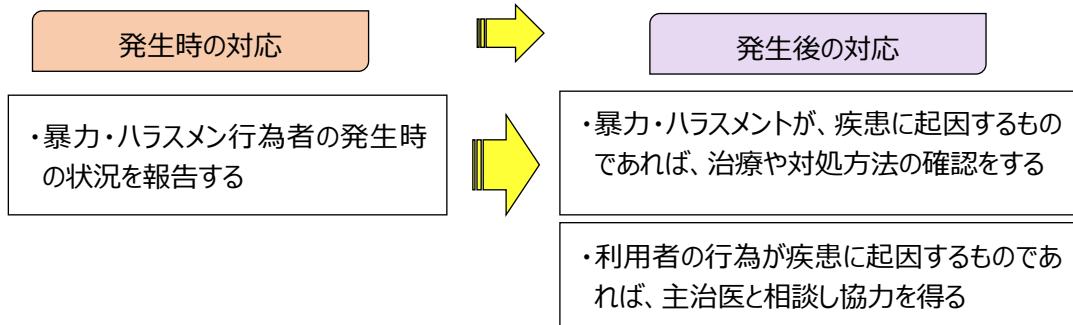 発生時の対応
発生後の対応
・暴力・ハラスメン行為者の発生時
の状況を報告する
・暴力・ハラスメントが、疾患に起因するもの
であれば、治療や対処方法の確認をする
・利用者の行為が疾患に起因するものであ
れば、主治医と相談し協力を得る